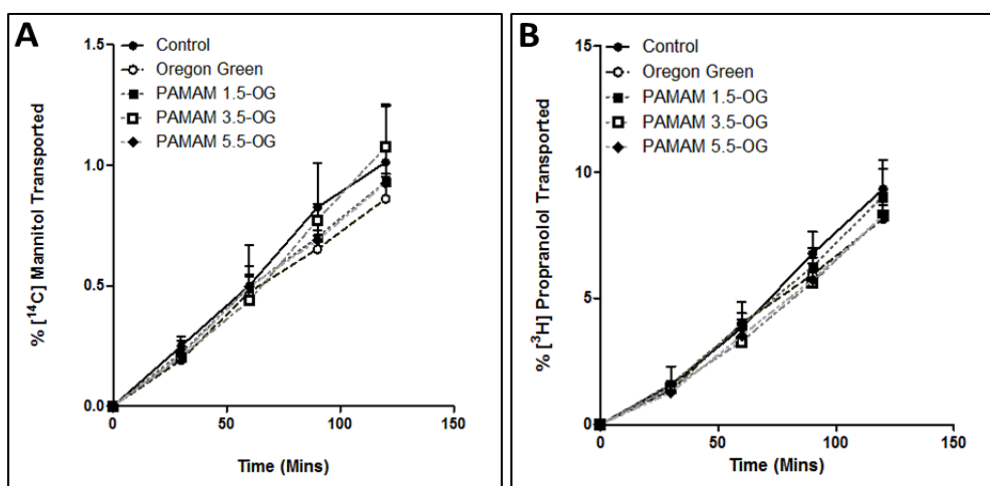 A
Control
Oregon Green
PAMAM 1.5-OG
PAMAM 3.5-OG
PAMAM 5.5-OG
1.5
1.0
0.5
0.0
0
50
100
150
% [¹⁴C] Mannitol Transported
Time (Mins)
B
Control
Oregon Green
PAMAM 1.5-OG
PAMAM 3.5-OG
PAMAM 5.5-OG
15
10
5
0
0
50
100
150
% [³H] Propranolol Transported
Time (Mins)